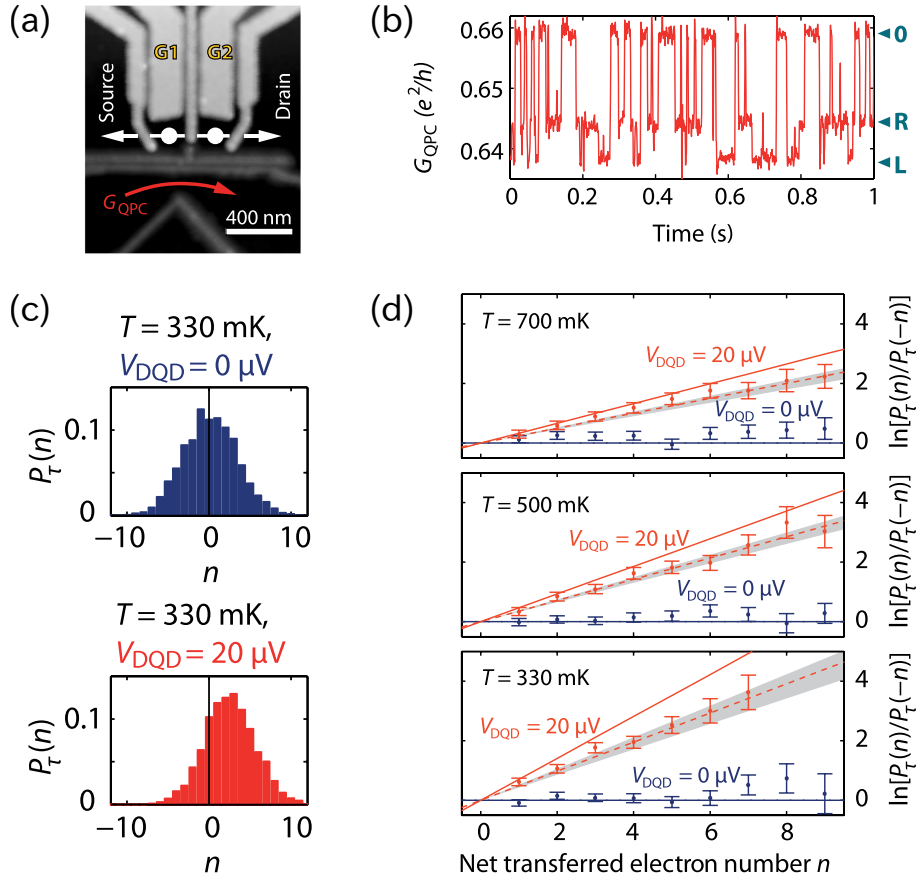 (a)
G1 G2
Source
Drain
G_QPC
400 nm
(b)
G_QPC (e²/h)
0.66
0.65
0.64
0
R
L
0 0.2 0.4 0.6 0.8 1
Time (s)
(c)
T = 330 mK,
V_DQD = 0 µV
P_τ(n)
0.1
0
−10 0 10
n
T = 330 mK,
V_DQD = 20 µV
P_τ(n)
0.1
0
−10 0 10
n
(d)
T = 700 mK
V_DQD = 20 µV
V_DQD = 0 µV
4
2
0
ln[P_τ(n)/P_τ(−n)]
T = 500 mK
V_DQD = 20 µV
V_DQD = 0 µV
4
2
0
ln[P_τ(n)/P_τ(−n)]
T = 330 mK
V_DQD = 20 µV
V_DQD = 0 µV
4
2
0
ln[P_τ(n)/P_τ(−n)]
0 2 4 6 8
Net transferred electron number n